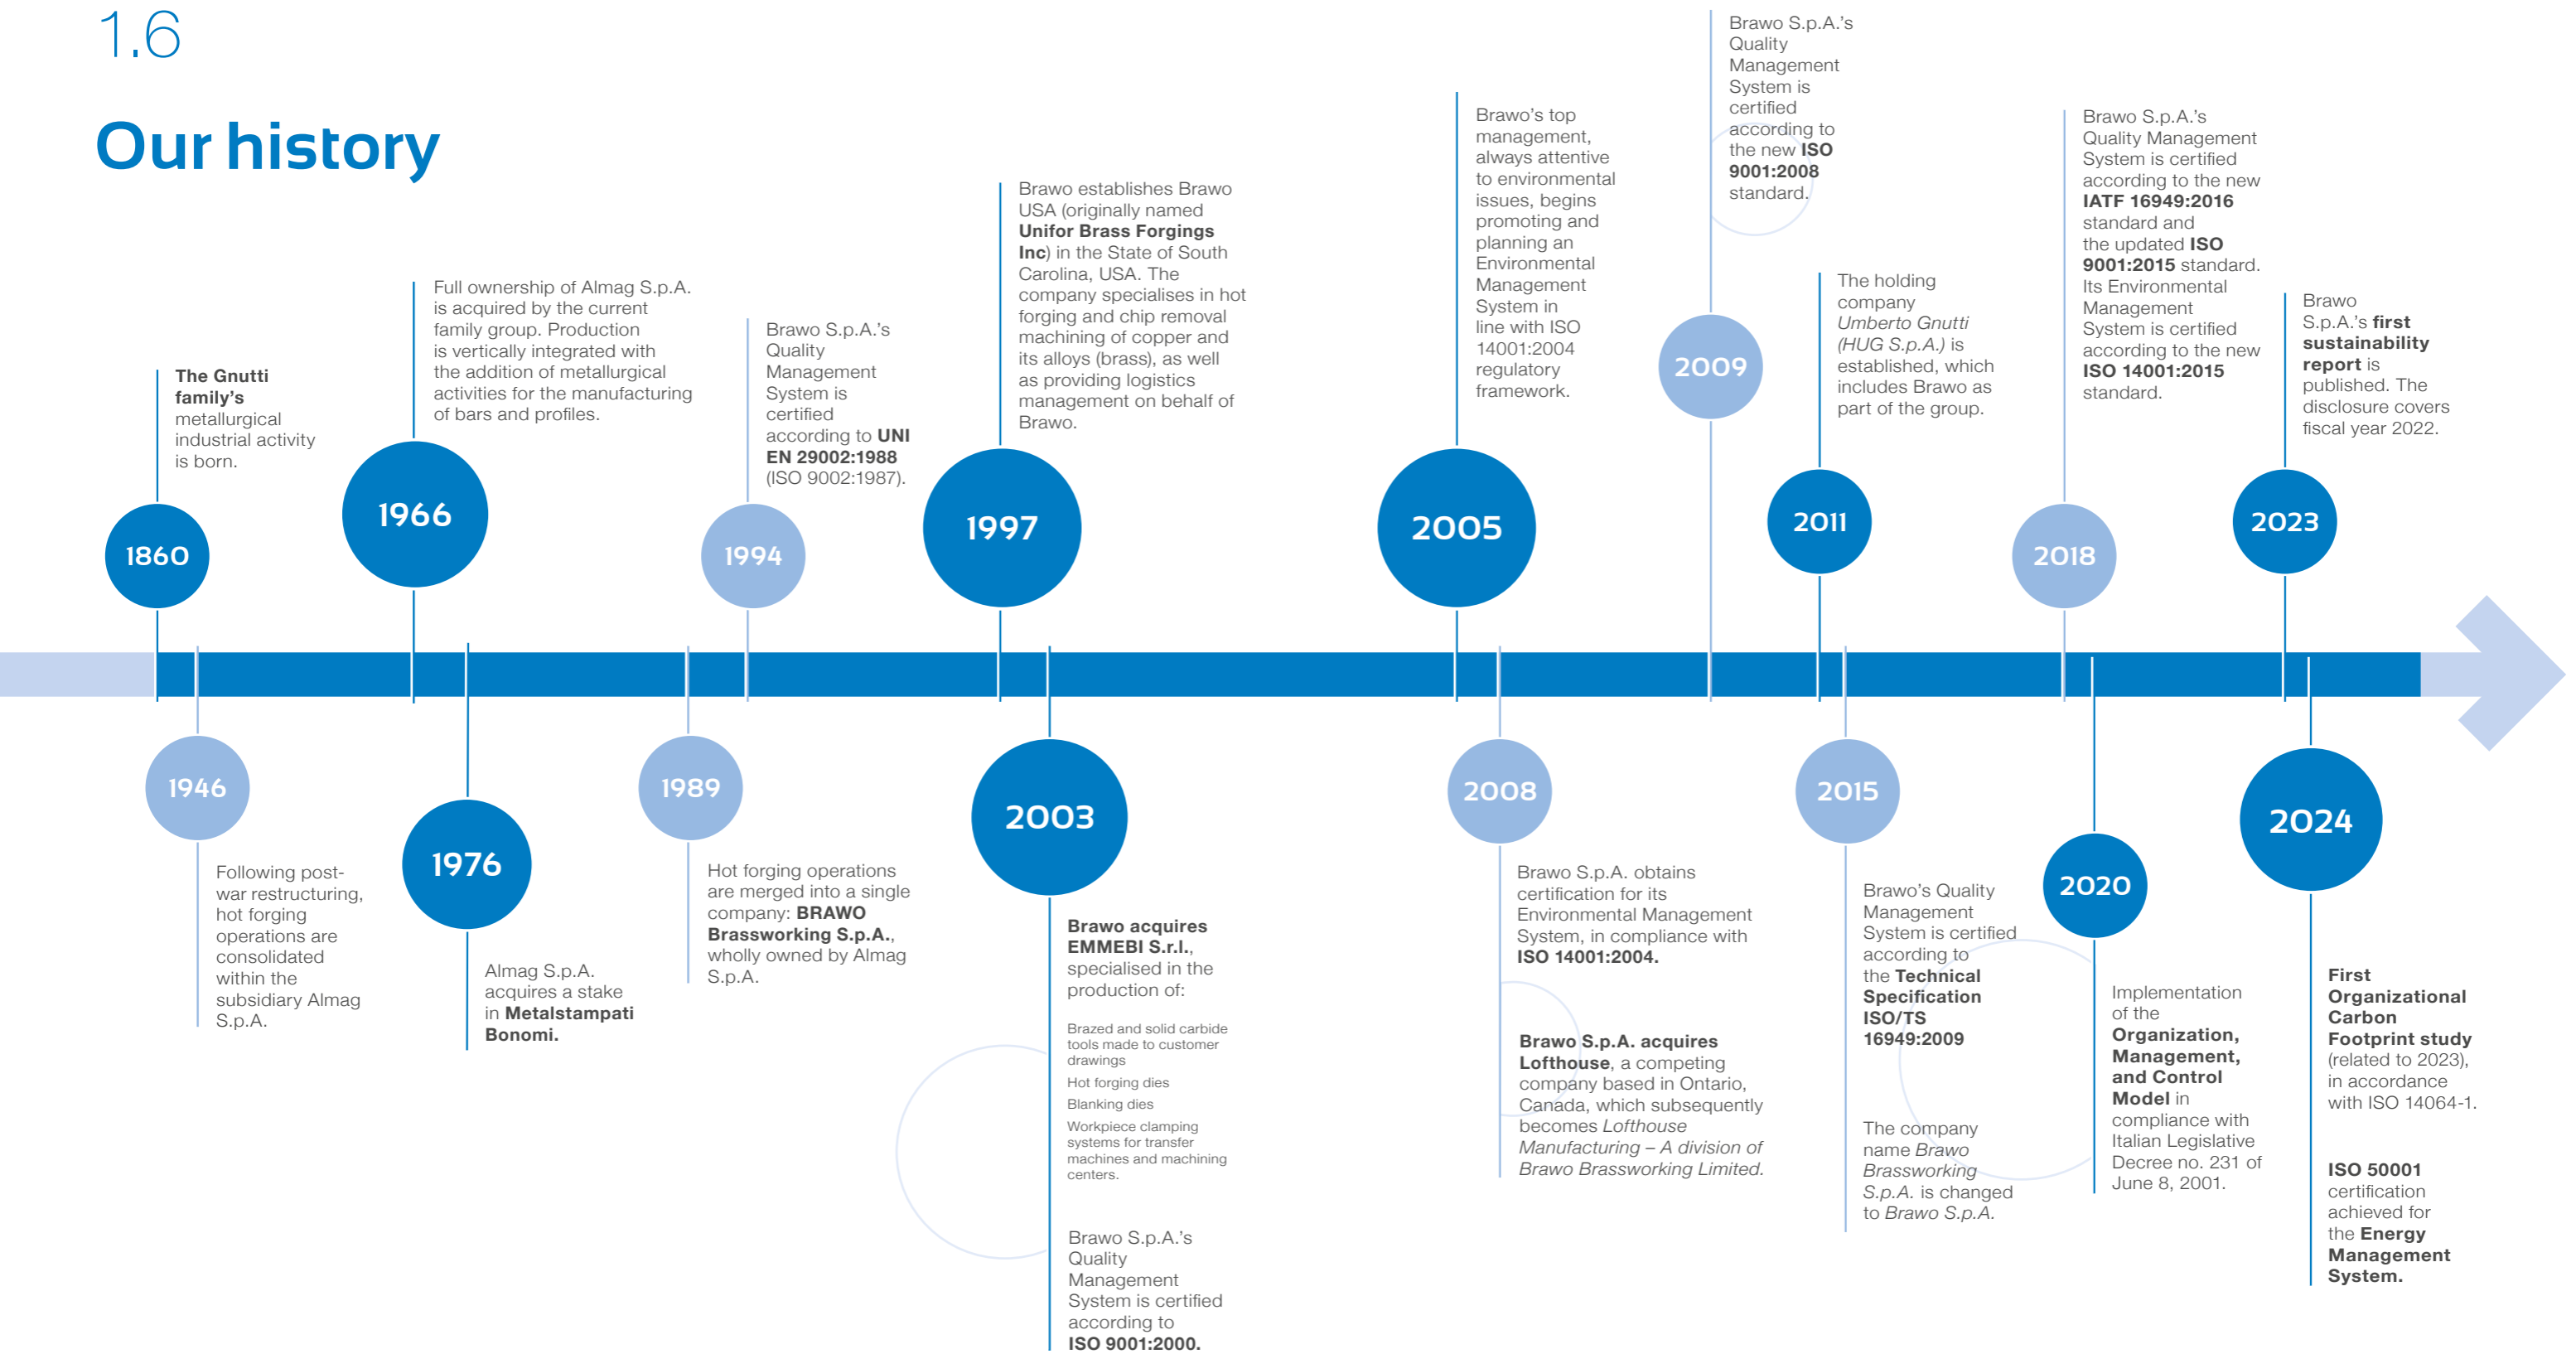 1.6
Our history
1860
The Gnutti
family’s
metallurgical
industrial activity
is born.
1946
Following post-
war restructuring,
hot forging
operations are
consolidated
within the
subsidiary Almag
S.p.A.
1966
Full ownership of Almag S.p.A.
is acquired by the current
family group. Production
is vertically integrated with
the addition of metallurgical
activities for the manufacturing
of bars and profiles.
1976
Almag S.p.A.
acquires a stake
in Metalstampati
Bonomi.
1989
Hot forging operations
are merged into a single
company: BRAWO
Brassworking S.p.A.,
wholly owned by Almag
S.p.A.
1994
Brawo S.p.A.’s
Quality
Management
System is
certified
according to UNI
EN 29002:1988
(ISO 9002:1987).
1997
Brawo establishes Brawo
USA (originally named
Unifor Brass Forgings
Inc) in the State of South
Carolina, USA. The
company specialises in hot
forging and chip removal
machining of copper and
its alloys (brass), as well
as providing logistics
management on behalf of
Brawo.
2003
Brawo acquires
EMMEBI S.r.l.,
specialised in the
production of:
Brazed and solid carbide
tools made to customer
drawings
Hot forging dies
Blanking dies
Workpiece clamping
systems for transfer
machines and machining
centers.
Brawo S.p.A.’s
Quality
Management
System is certified
according to
ISO 9001:2000.
2005
Brawo’s top
management,
always attentive
to environmental
issues, begins
promoting and
planning an
Environmental
Management
System in
line with ISO
14001:2004
regulatory
framework.
2008
Brawo S.p.A. obtains
certification for its
Environmental Management
System, in compliance with
ISO 14001:2004.
Brawo S.p.A. acquires
Lofthouse, a competing
company based in Ontario,
Canada, which subsequently
becomes Lofthouse
Manufacturing – A division of
Brawo Brassworking Limited.
2009
Brawo S.p.A.’s
Quality
Management
System is
certified
according to
the new ISO
9001:2008
standard.
2011
The holding
company
Umberto Gnutti
(HUG S.p.A.) is
established, which
includes Brawo as
part of the group.
2015
Brawo’s Quality
Management
System is certified
according to
the Technical
Specification
ISO/TS
16949:2009
The company
name Brawo
Brassworking
S.p.A. is changed
to Brawo S.p.A.
2018
Brawo S.p.A.’s
Quality Management
System is certified
according to the new
IATF 16949:2016
standard and
the updated ISO
9001:2015 standard.
Its Environmental
Management
System is certified
according to the new
ISO 14001:2015
standard.
2020
Implementation
of the
Organization,
Management,
and Control
Model in
compliance with
Italian Legislative
Decree no. 231 of
June 8, 2001.
2023
Brawo
S.p.A.’s first
sustainability
report is
published. The
disclosure covers
fiscal year 2022.
2024
First
Organizational
Carbon
Footprint study
(related to 2023),
in accordance
with ISO 14064-1.
ISO 50001
certification
achieved for
the Energy
Management
System.